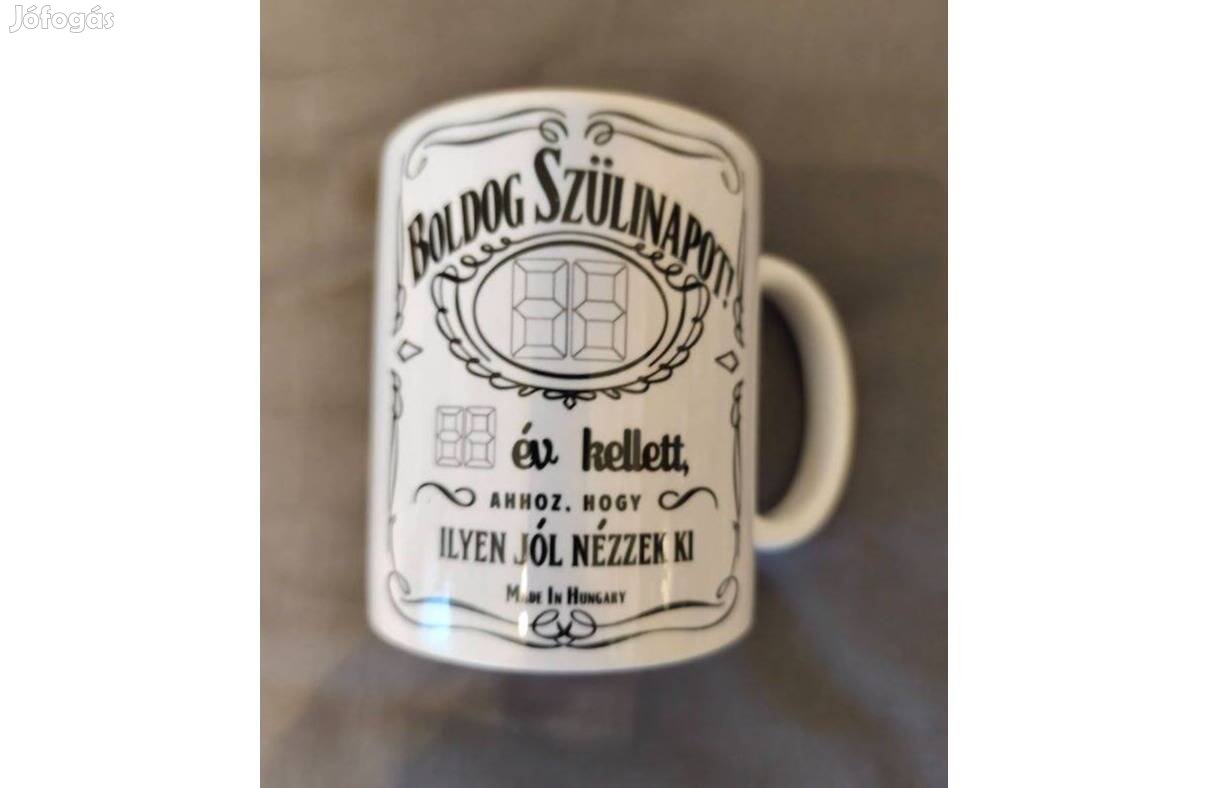 Jófogás
BOLDOG SZÜLINAPOT!
év kellett,
AHHOZ, HOGY
ILYEN JÓL NÉZZEK KI
MADE IN HUNGARY